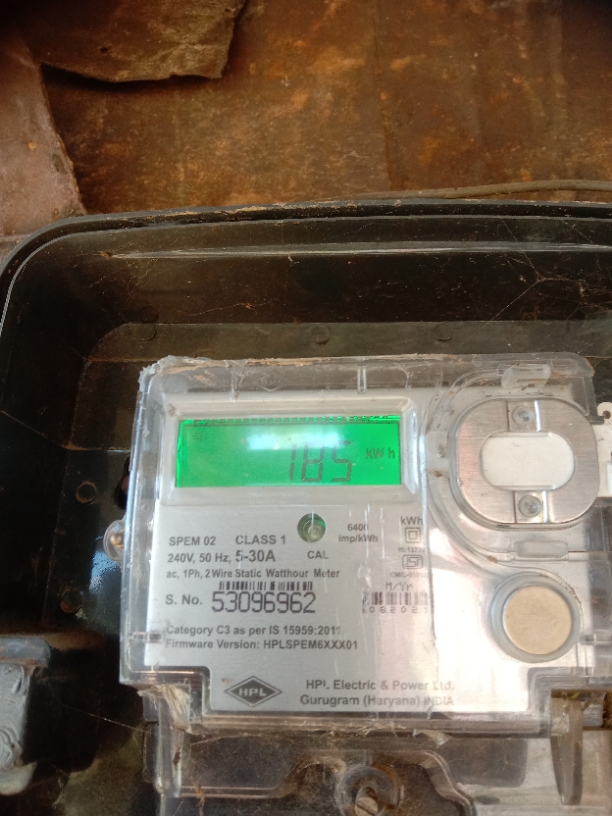 185 kWh
SPEM 02 CLASS 1
240V, 50 Hz, 5-30A
CAL
6400
imp/kWh
kWh
ac, 1Ph, 2 Wire Static Watthour Meter
S. No. 53096962
M/Yr
Category C3 as per IS 15959:2011
Firmware Version: HPLSPEM6XXX01
HPL
HPL Electric & Power Ltd.
Gurugram (Haryana) INDIA